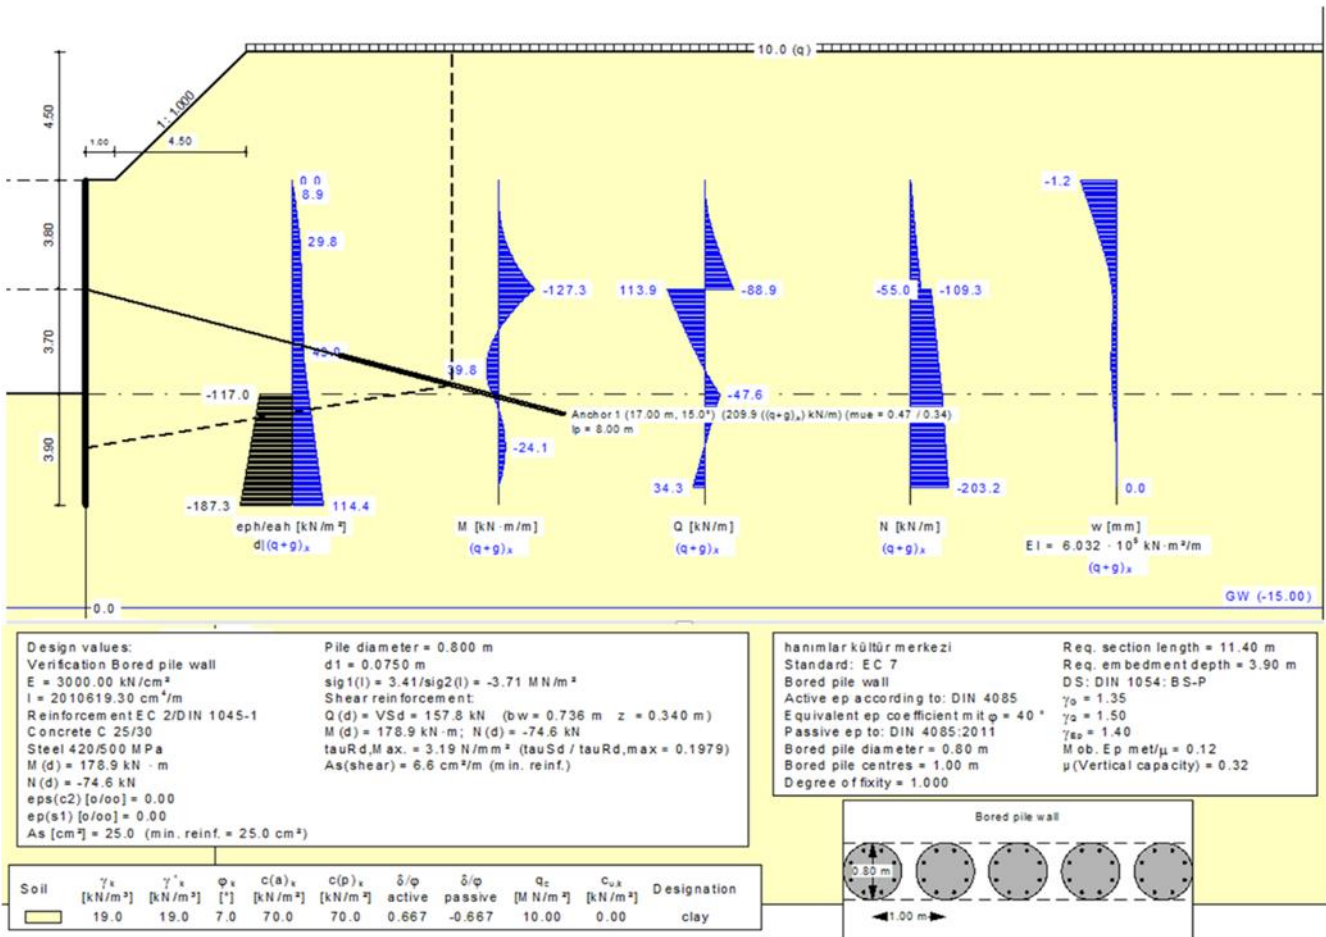 10.0 (q)
4.50
1 : 1.000
1.00
4.50
0.0
8.9
-1.2
3.80
29.8
-127.3
113.9
-88.9
-55.0
-109.3
3.70
49.0
39.8
-117.0
-47.6
Anchor 1 (17.00 m, 15.0°) (209.9 ((q+g),x) kN/m) (mue = 0.47 / 0.34)
lp = 8.00 m
3.90
-24.1
34.3
-203.2
0.0
-187.3
114.4
eph/eah [kN/m²]
d|(q+g),x
M [kN·m/m]
(q+g),x
Q [kN/m]
(q+g),x
N [kN/m]
(q+g),x
w [mm]
EI = 6.032 · 10⁵ kN·m²/m
(q+g),x
GW (-15.00)
0.0
Design values:
Verification Bored pile wall
E = 3000.00 kN/cm²
I = 2010619.30 cm⁴/m
Reinforcement EC 2/DIN 1045-1
Concrete C 25/30
Steel 420/500 MPa
M(d) = 178.9 kN · m
N(d) = -74.6 kN
eps(c2) [o/oo] = 0.00
ep(s1) [o/oo] = 0.00
As [cm²] = 25.0 (min. reinf. = 25.0 cm²)
Pile diameter = 0.800 m
d1 = 0.0750 m
sig1(l) = 3.41/sig2(l) = -3.71 MN/m²
Shear reinforcement:
Q(d) = VSd = 157.8 kN (bw = 0.736 m z = 0.340 m)
M(d) = 178.9 kN·m; N(d) = -74.6 kN
tauRd,Max. = 3.19 N/mm² (tauSd / tauRd,max = 0.1979)
As(shear) = 6.6 cm²/m (min. reinf.)
hanımlar kültür merkezi
Standard: EC 7
Bored pile wall
Active ep according to: DIN 4085
Equivalent ep coefficient mit φ = 40 °
Passive ep to: DIN 4085:2011
Bored pile diameter = 0.80 m
Bored pile centres = 1.00 m
Degree of fixity = 1.000
Req. section length = 11.40 m
Req. embedment depth = 3.90 m
DS: DIN 1054: BS-P
γG = 1.35
γQ = 1.50
γEp = 1.40
Mob. Ep met/μ = 0.12
μ(Vertical capacity) = 0.32
Bored pile wall
0.80 m
1.00 m
Soil γk [kN/m³] γ'k [kN/m³] φk [°] c(a)k [kN/m²] c(p)k [kN/m²] δ/φ active δ/φ passive qc [MN/m²] cu,k [kN/m²] Designation
19.0 19.0 7.0 70.0 70.0 0.667 -0.667 10.00 0.00 clay